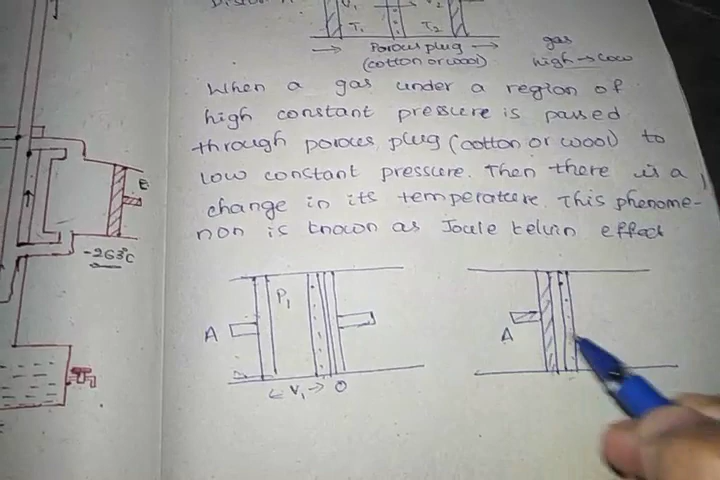 V1
T1
T2
Porous plug
(cotton or wool)
gas
high → low
When a gas under a region of
high constant pressure is passed
through porous plug (cotton or wool) to
low constant pressure. Then there is a
change in its temperature. This phenome-
non is known as Joule kelvin effect
-263°C
A
P1
← V1 → 0
A